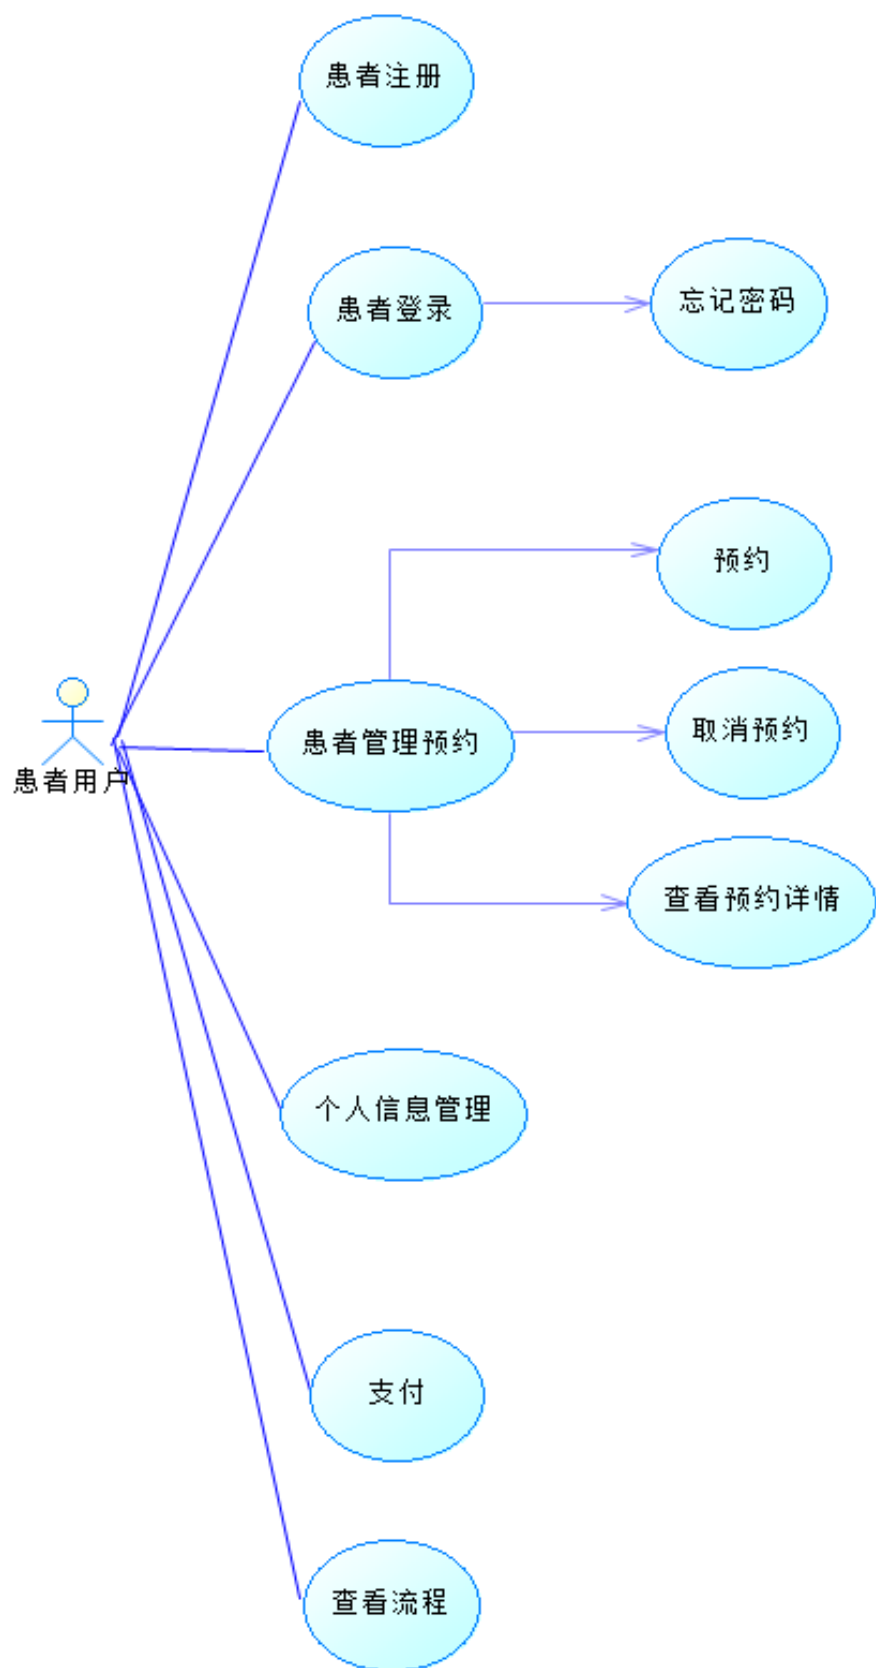 患者注册
患者登录
忘记密码
预约
患者用户
患者管理预约
取消预约
查看预约详情
个人信息管理
支付
查看流程